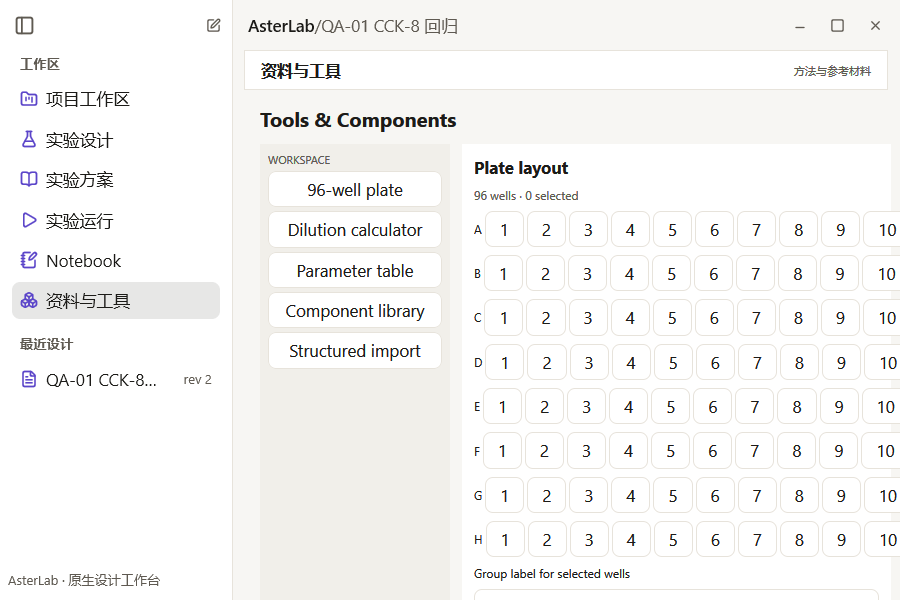 AsterLab/QA-01 CCK-8 回归
工作区
项目工作区
实验设计
实验方案
实验运行
Notebook
资料与工具
最近设计
QA-01 CCK-8... rev 2
AsterLab · 原生设计工作台
资料与工具 方法与参考材料
Tools & Components
WORKSPACE
96-well plate
Dilution calculator
Parameter table
Component library
Structured import
Plate layout
96 wells · 0 selected
A 1 2 3 4 5 6 7 8 9 10
B 1 2 3 4 5 6 7 8 9 10
C 1 2 3 4 5 6 7 8 9 10
D 1 2 3 4 5 6 7 8 9 10
E 1 2 3 4 5 6 7 8 9 10
F 1 2 3 4 5 6 7 8 9 10
G 1 2 3 4 5 6 7 8 9 10
H 1 2 3 4 5 6 7 8 9 10
Group label for selected wells